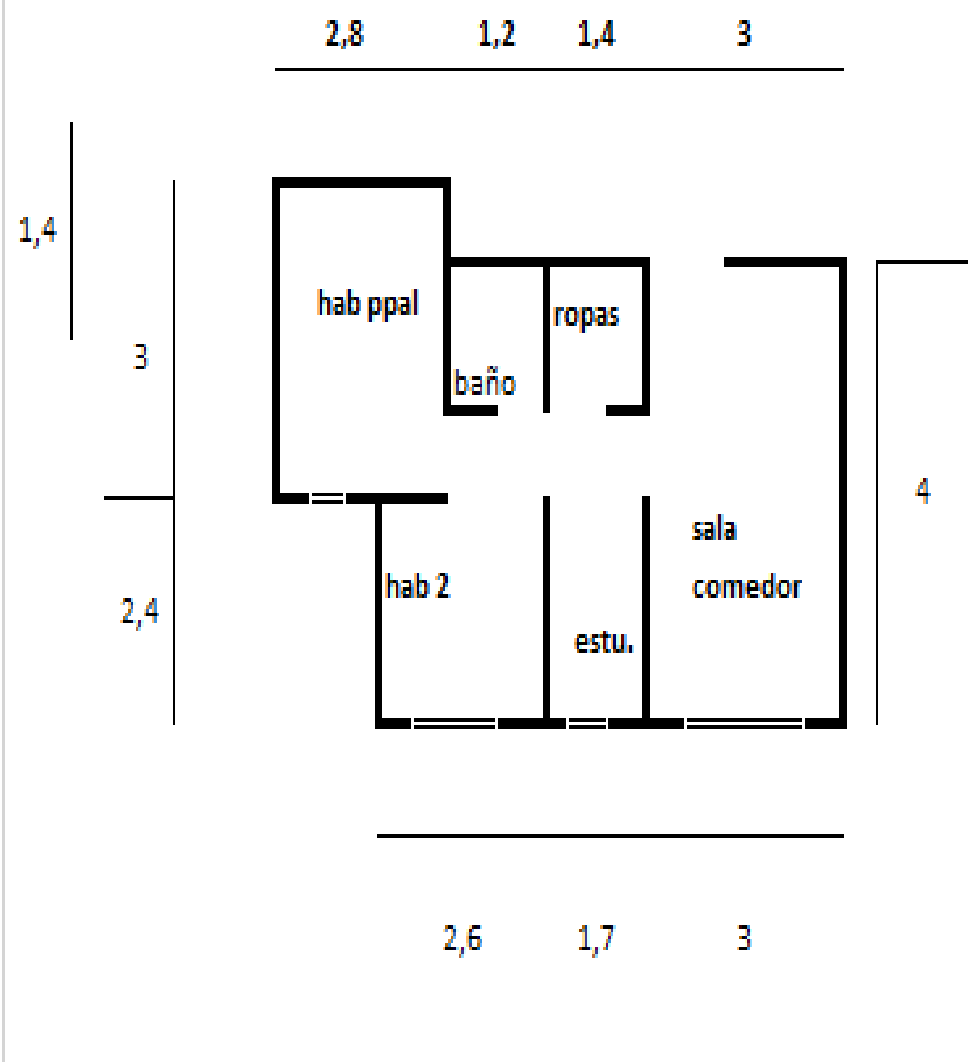 2,8 1,2 1,4 3
1,4
hab ppal
ropas
3
baño
4
sala
hab 2
comedor
2,4
estu.
2,6 1,7 3